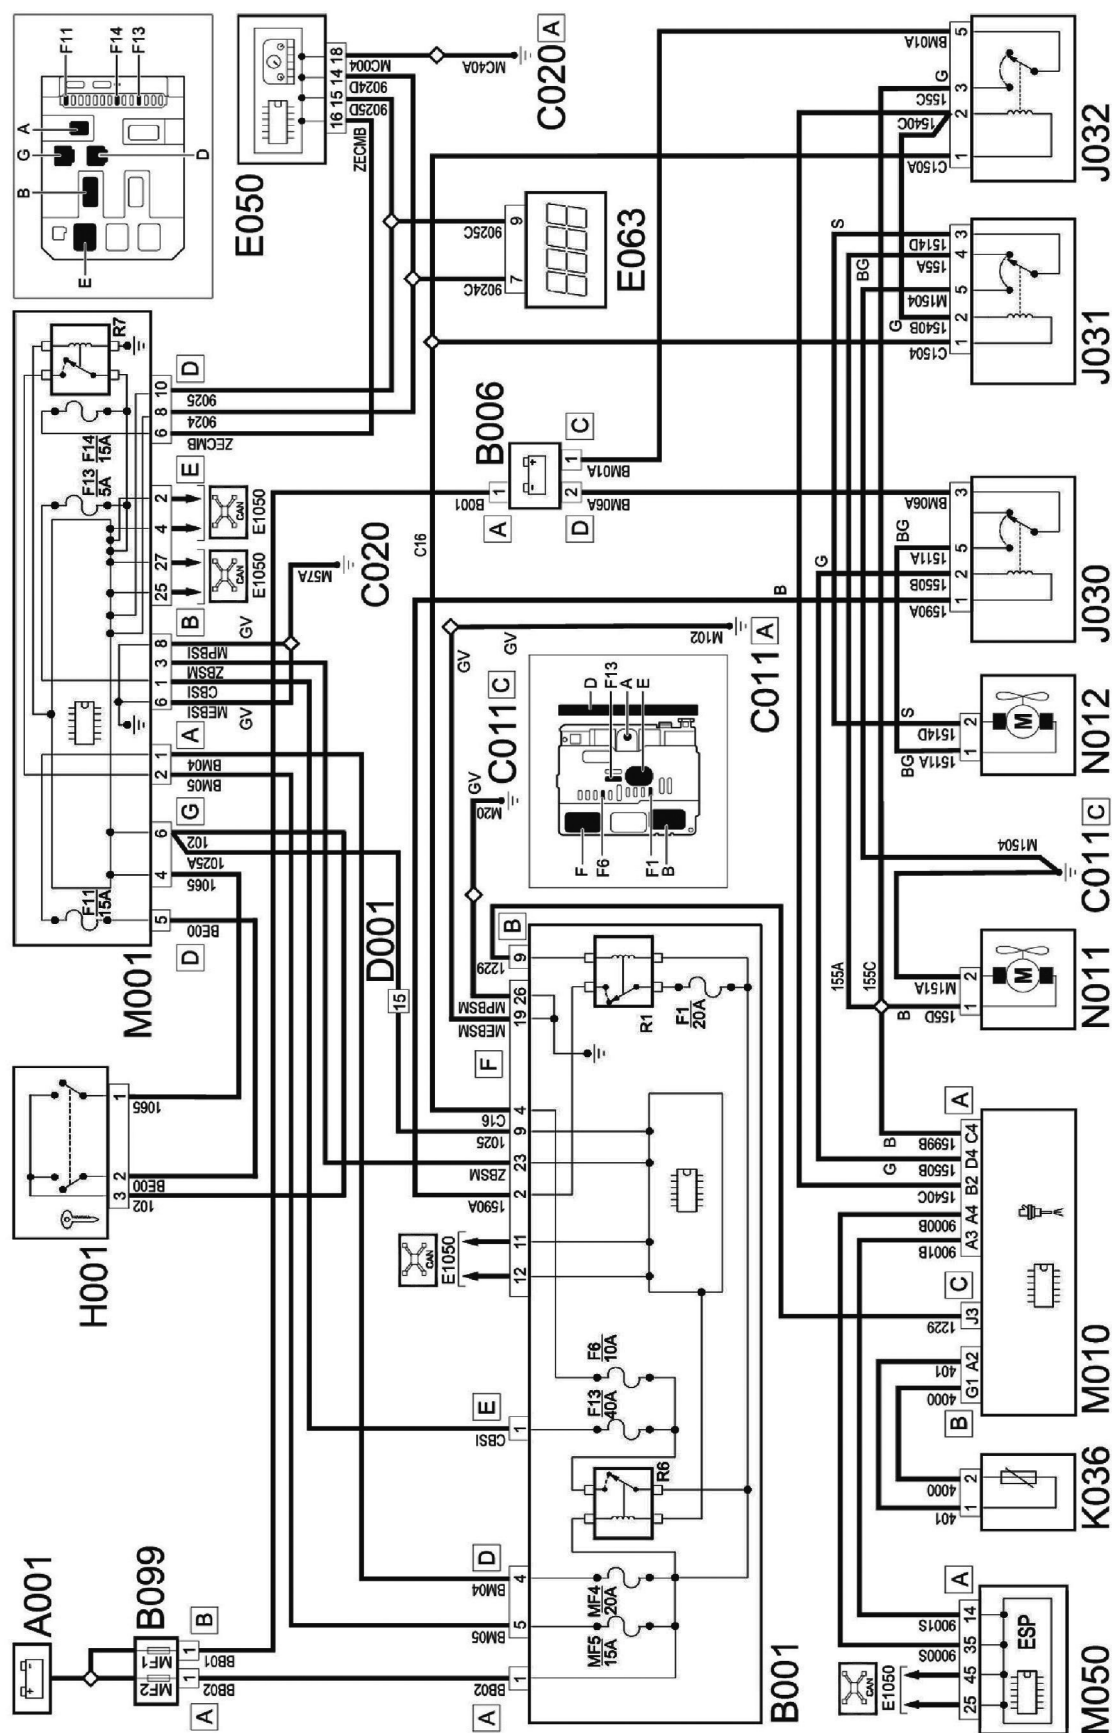 F11
F14
F13
A
G
D
B
E
E050
18
14
15
16
MC004
9024D
9025D
ZECMB
MC40A
C020
A
M001
R7
F14
15A
F13
5A
F11
15A
10
8
6
D
9025
9024
ZECMB
E
2
4
CAN
E1050
27
25
CAN
E1050
B
8
3
1
6
GV
MPBSI
ZBSM
CBSI
MEBSI
GV
M57A
C020
A
1
2
BM04
BM05
G
6
4
102
1025A
1065
5
BE00
D
H001
1
2
3
1065
BE00
102
D001
15
A001
B099
MF1
MF2
B
1
1
BB01
BB02
A
E063
9
7
9025C
9024C
B006
1
B001
A
1
2
C
D
BM01A
BM06A
C16
GV
M102
C011
A
GV
GV
M20
C011
C
D
F13
A
E
F
F6
F1
B
B001
B
9
1229
F
26
19
MPBSM
MEBSM
4
9
23
2
C16
1025
ZBSM
1590A
11
12
CAN
E1050
R1
F1
20A
F6
10A
F13
40A
E
1
CBSI
R6
D
4
5
BM04
BM05
MF4
20A
MF5
15A
A
1
BB02
J032
5
3
2
1
BM01A
G
155C
1540C
C150A
J031
3
4
5
2
1
S
1514D
155A
BG
M1504
G
1540B
C1504
J030
3
5
2
1
BM06A
BG
1511A
G
1550B
B
1590A
N012
M
2
1
S
1514D
1511A
BG
M1504
C011
C
N011
M
2
1
M151A
155D
B
155A
155C
M010
A
C4
D4
B2
A4
A3
B
1599B
G
1550B
1540C
9000B
9001B
C
J3
1229
A2
G1
401
4000
B
K036
2
1
4000
401
M050
ESP
A
14
35
45
25
9001S
9000S
CAN
E1050